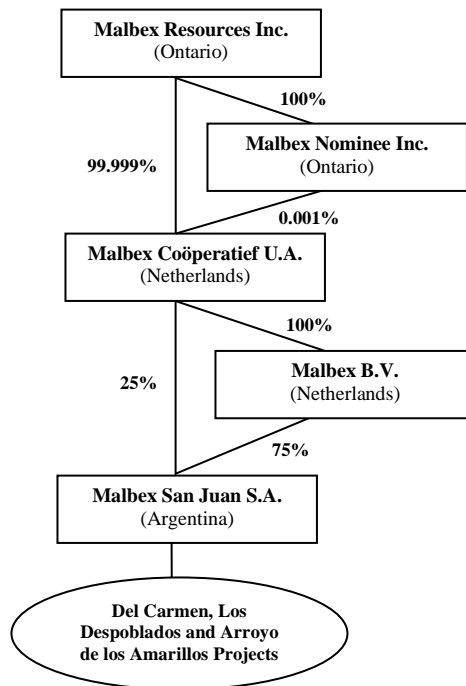 Malbex Resources Inc.
(Ontario)
100%
Malbex Nominee Inc.
(Ontario)
99.999%
0.001%
Malbex Coöperatief U.A.
(Netherlands)
100%
Malbex B.V.
(Netherlands)
25%
75%
Malbex San Juan S.A.
(Argentina)
Del Carmen, Los
Despoblados and Arroyo
de los Amarillos Projects